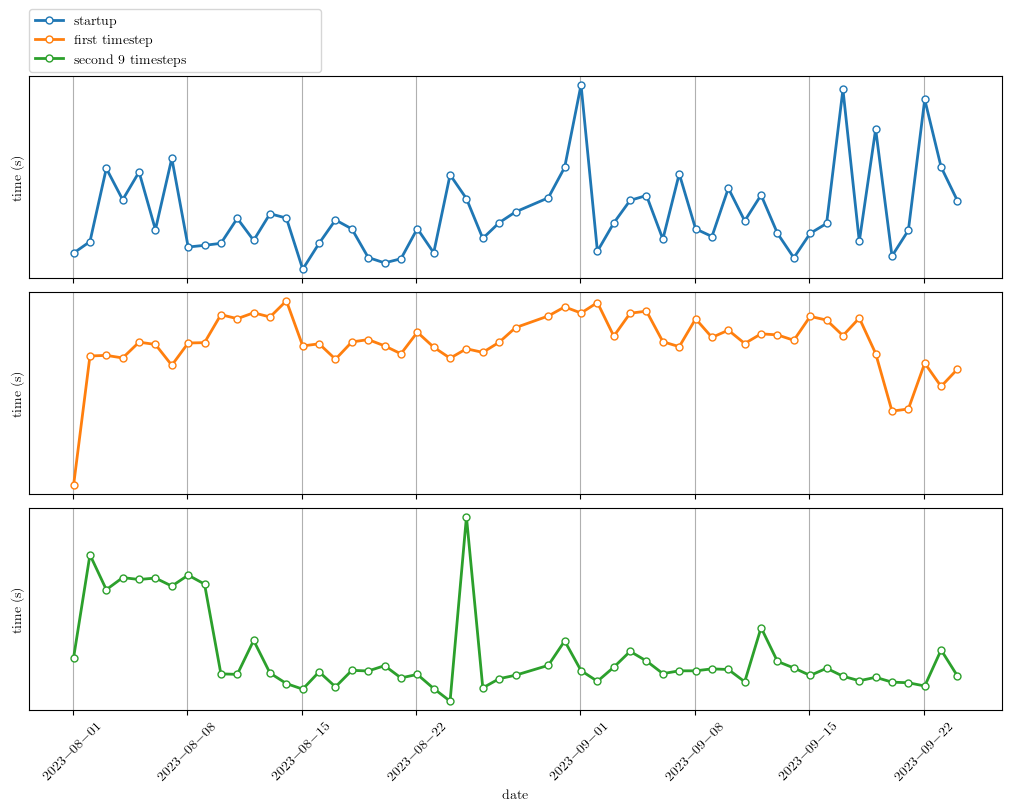 startup
first timestep
second 9 timesteps
time (s)
time (s)
time (s)
2023−08−01
2023−08−08
2023−08−15
2023−08−22
2023−09−01
2023−09−08
2023−09−15
2023−09−22
date